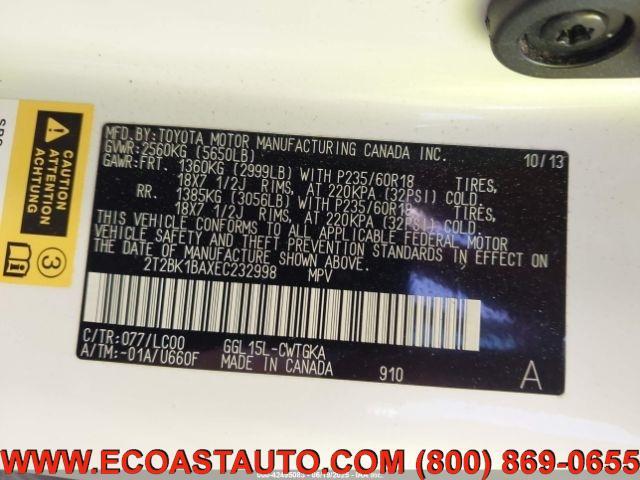 CAUTION
ATTENTION
ACHTUNG
3
MFD. BY: TOYOTA MOTOR MANUFACTURING CANADA INC. 10/13
GVWR: 2560KG (5650LB)
GAWR: FRT. 1360KG (2999LB) WITH P235/60R18 TIRES,
18X7 1/2J RIMS, AT 220KPA (32PSI) COLD.
RR. 1385KG (3056LB) WITH P235/60R18 TIRES,
18X7 1/2J RIMS, AT 220KPA (32PSI) COLD.
THIS VEHICLE CONFORMS TO ALL APPLICABLE FEDERAL MOTOR
VEHICLE SAFETY AND THEFT PREVENTION STANDARDS IN EFFECT ON
THE DATE OF MANUFACTURE SHOWN ABOVE.
2T2BK1BAXEC232998 MPV
C/TR: 077/LC00 GGL15L-CWTGKA
A/TM: -01A/U660F MADE IN CANADA 910 A
WWW.ECOASTAUTO.COM (800) 869-0655